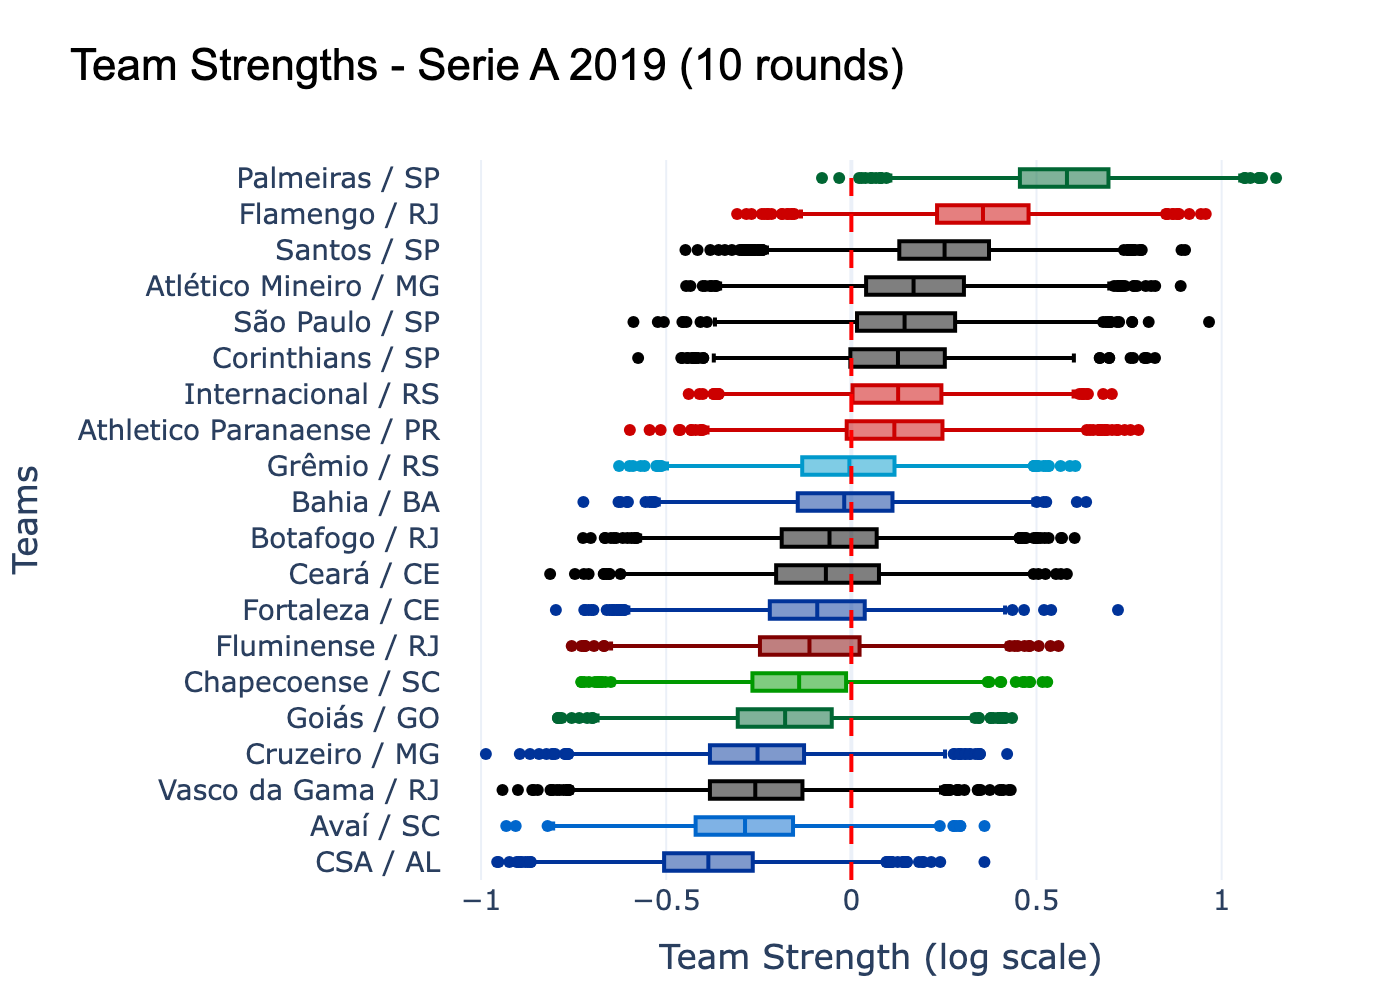 Team Strengths - Serie A 2019 (10 rounds)
Palmeiras / SP
Flamengo / RJ
Santos / SP
Atlético Mineiro / MG
São Paulo / SP
Corinthians / SP
Internacional / RS
Athletico Paranaense / PR
Grêmio / RS
Bahia / BA
Botafogo / RJ
Ceará / CE
Fortaleza / CE
Fluminense / RJ
Chapecoense / SC
Goiás / GO
Cruzeiro / MG
Vasco da Gama / RJ
Avaí / SC
CSA / AL
Teams
−1 −0.5 0 0.5 1
Team Strength (log scale)